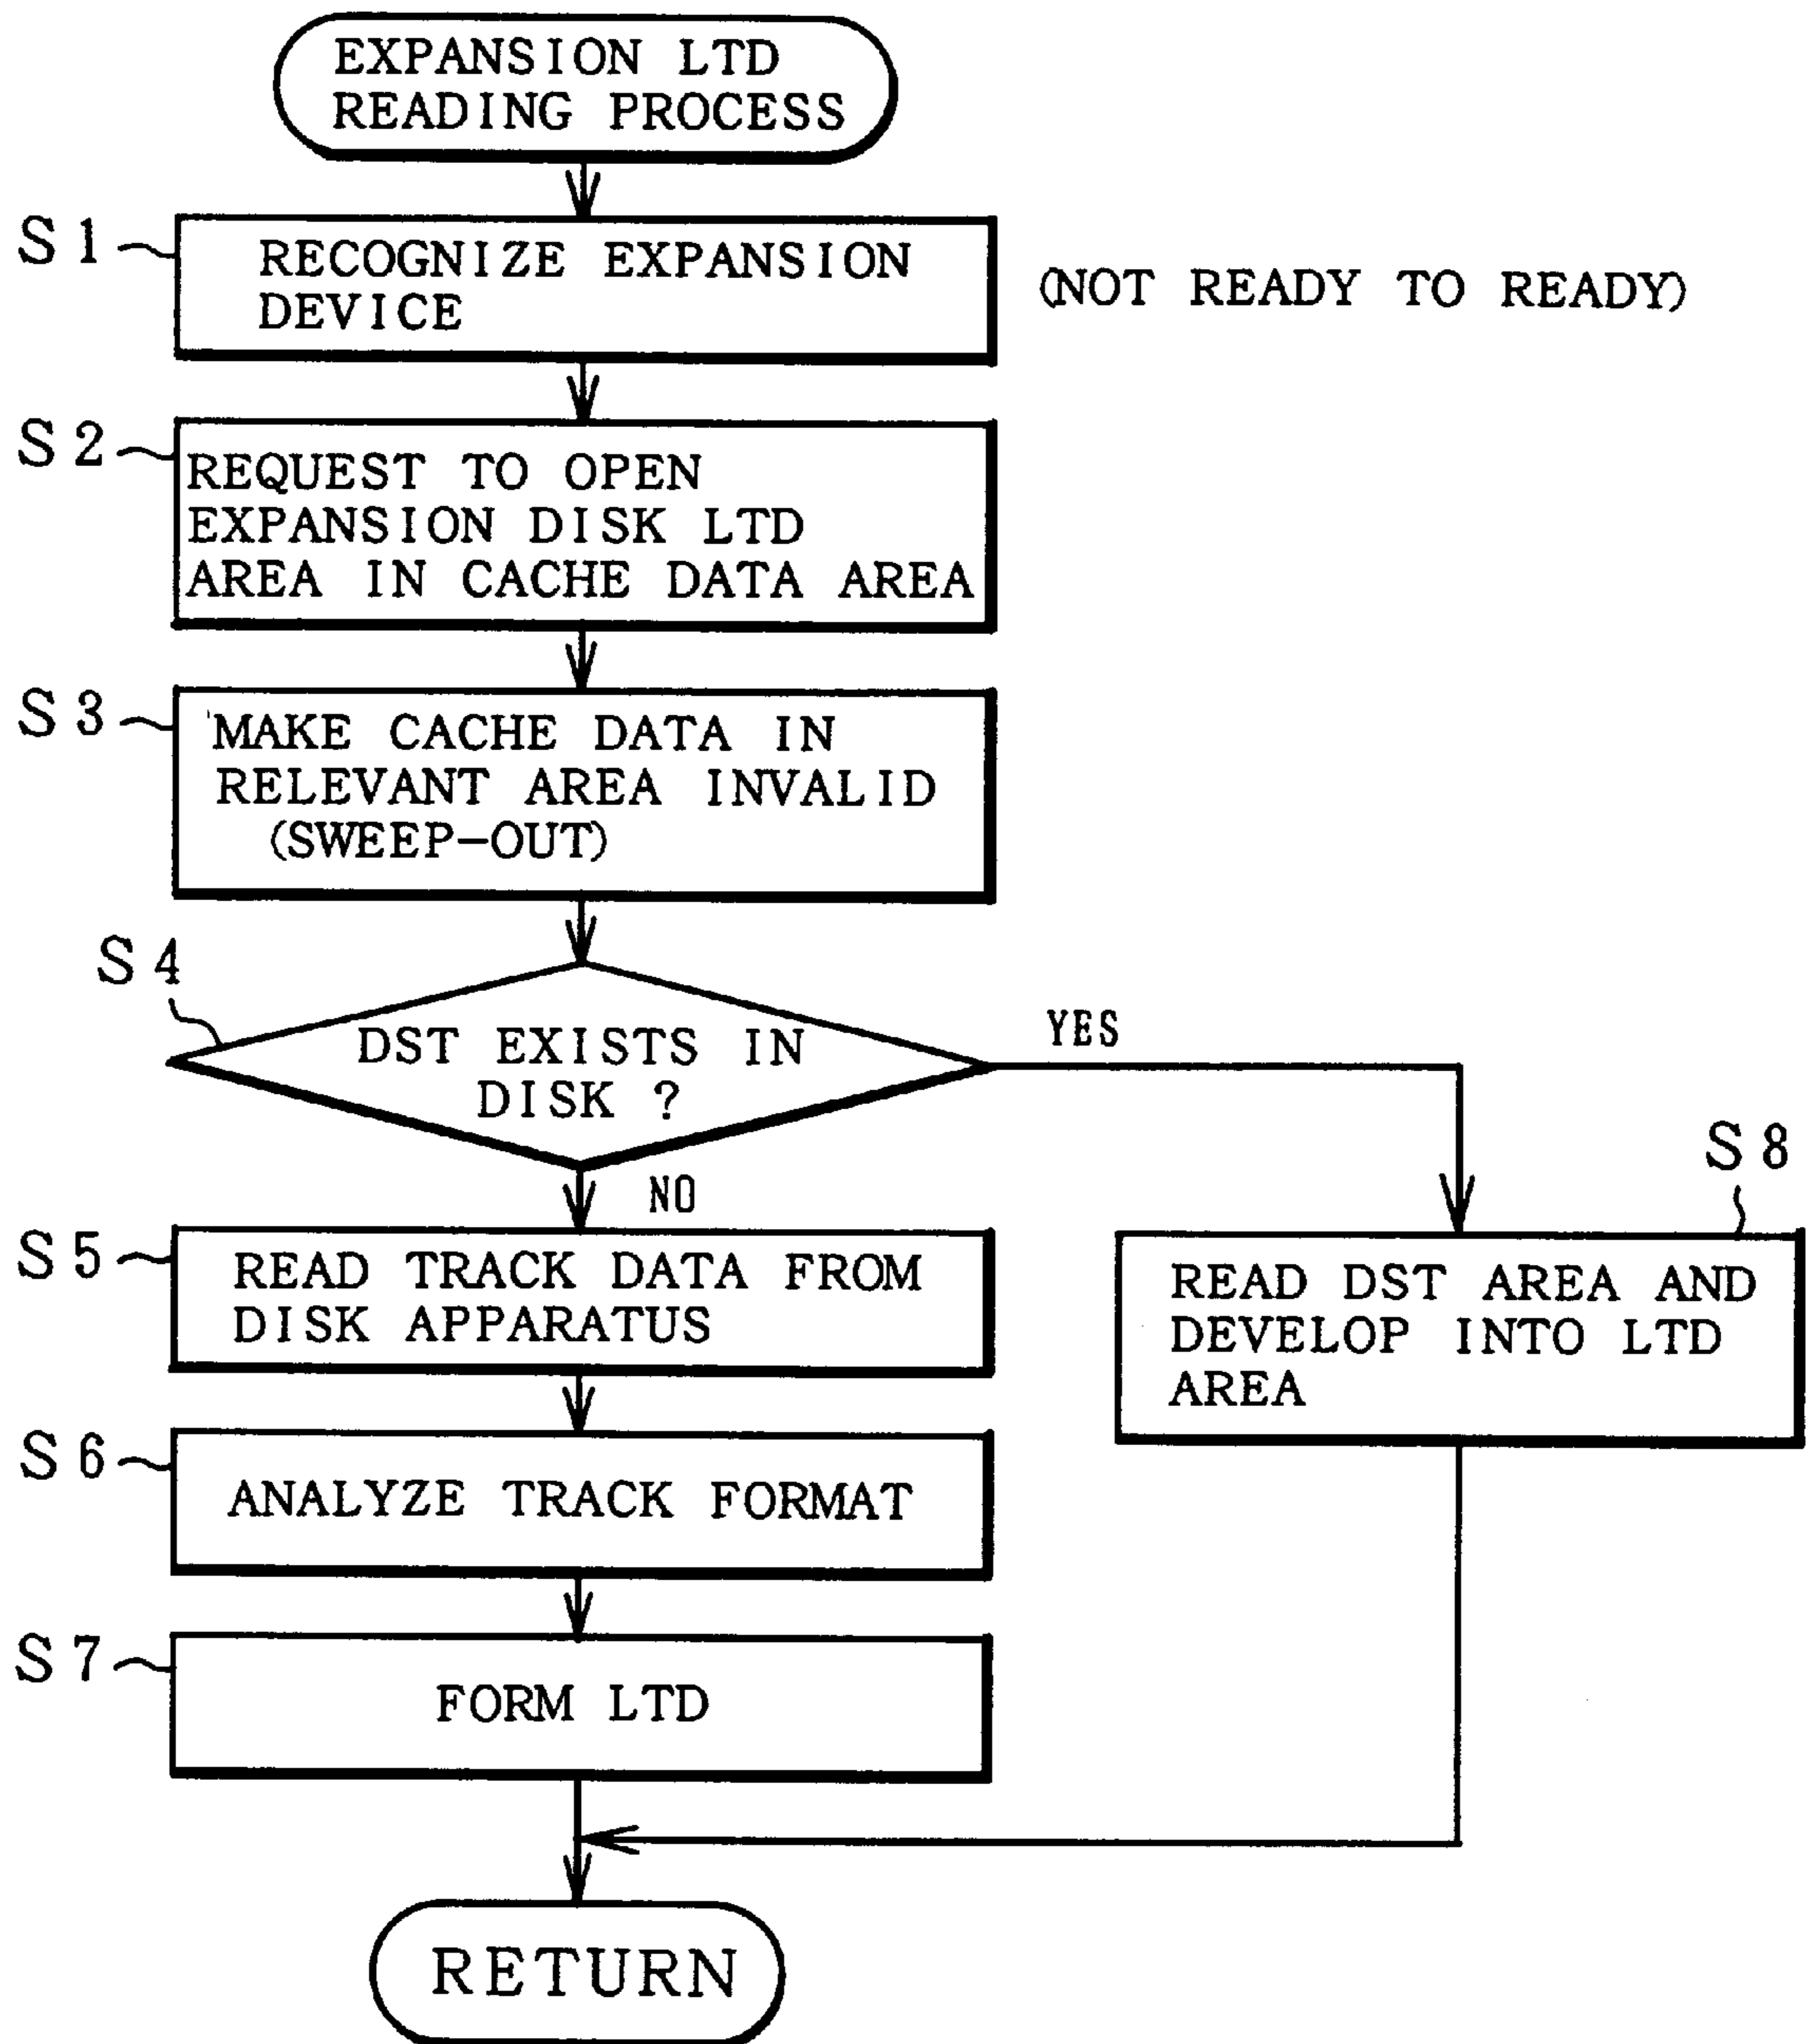 EXPANSION LTD
READING PROCESS
S1
RECOGNIZE EXPANSION
DEVICE
(NOT READY TO READY)
S2
REQUEST TO OPEN
EXPANSION DISK LTD
AREA IN CACHE DATA AREA
S3
MAKE CACHE DATA IN
RELEVANT AREA INVALID
(SWEEP-OUT)
S4
DST EXISTS IN
DISK ?
YES
NO
S5
READ TRACK DATA FROM
DISK APPARATUS
S8
READ DST AREA AND
DEVELOP INTO LTD
AREA
S6
ANALYZE TRACK FORMAT
S7
FORM LTD
RETURN